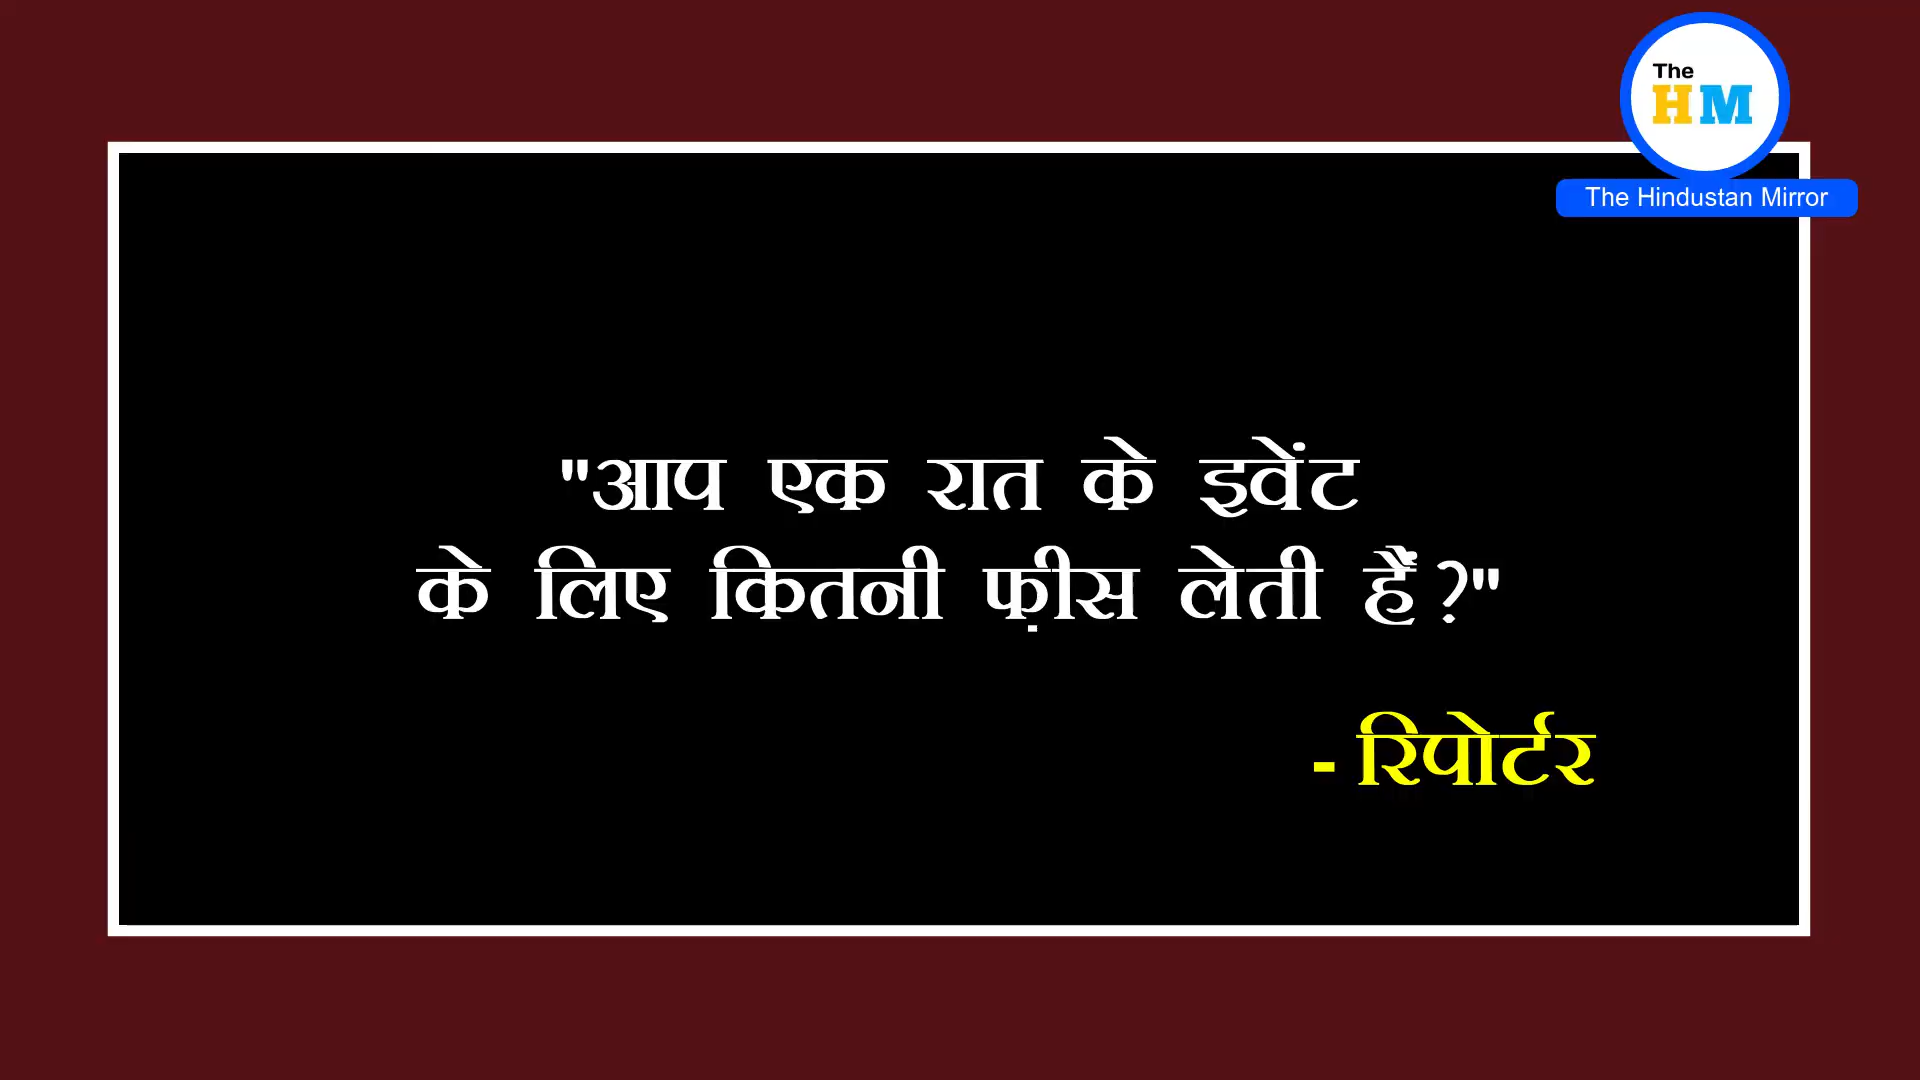 The
HM
The Hindustan Mirror
"आप एक रात के इवेंट
के लिए कितनी फ़ीस लेती हैं?"
- रिपोर्टर